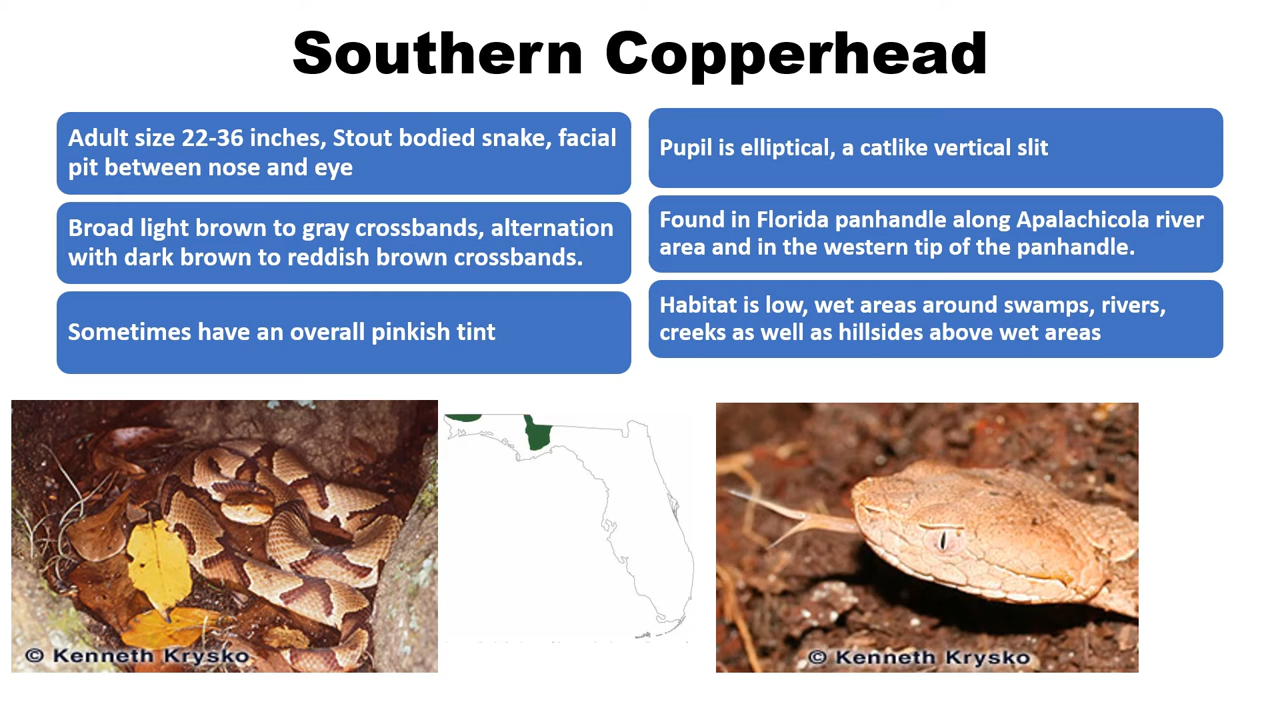 Southern Copperhead
Adult size 22-36 inches, Stout bodied snake, facial
pit between nose and eye
Broad light brown to gray crossbands, alternation
with dark brown to reddish brown crossbands.
Sometimes have an overall pinkish tint
Pupil is elliptical, a catlike vertical slit
Found in Florida panhandle along Apalachicola river
area and in the western tip of the panhandle.
Habitat is low, wet areas around swamps, rivers,
creeks as well as hillsides above wet areas
© Kenneth Krysko
© Kenneth Krysko